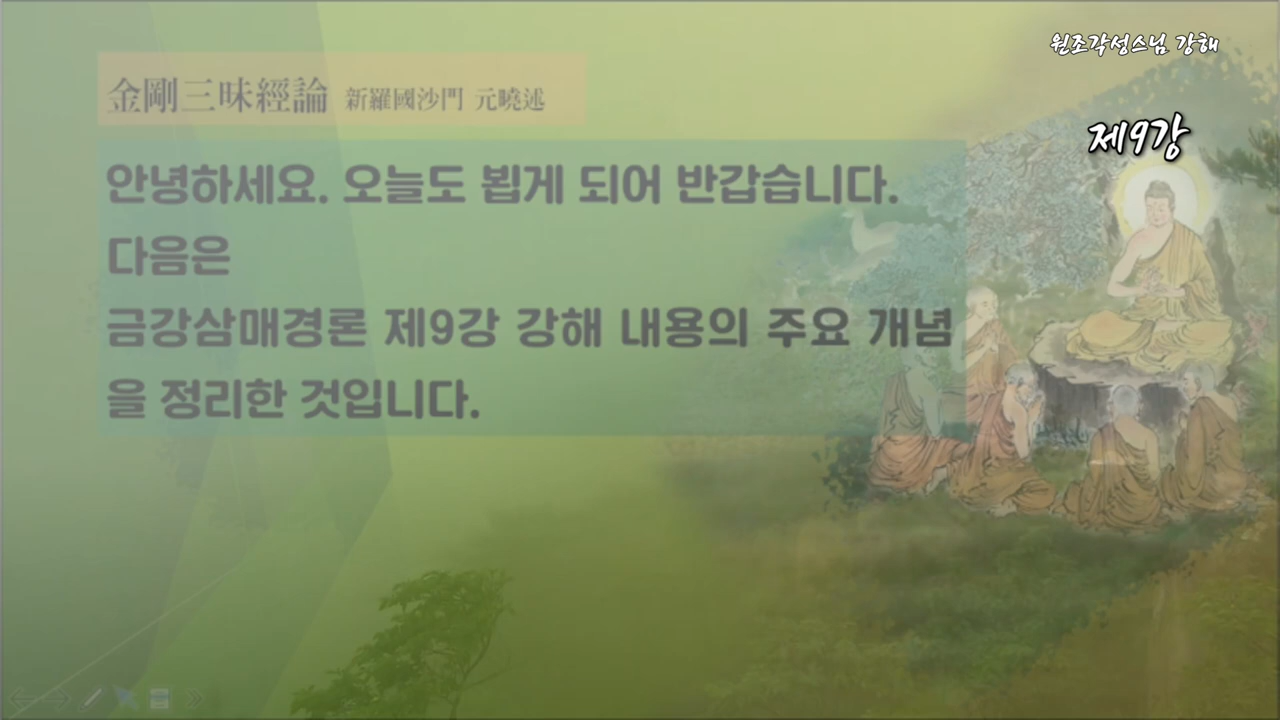 원조각성스님 강해
金剛三昧經論 新羅國沙門 元曉述
제9강
안녕하세요. 오늘도 뵙게 되어 반갑습니다.
다음은
금강삼매경론 제9강 강해 내용의 주요 개념
을 정리한 것입니다.